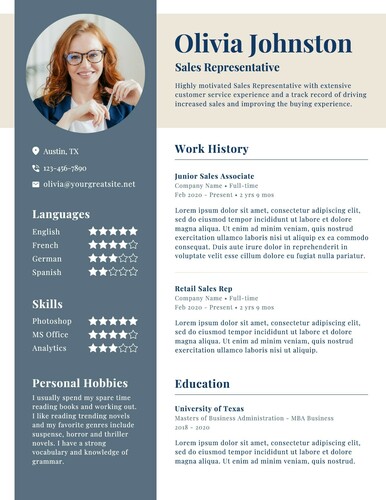 Olivia Johnston
Sales Representative
Highly motivated Sales Representative with extensive
customer service experience and a track record of driving
increased sales and improving the buying experience.
Austin, TX
123-456-7890
olivia@yourgreatsite.net
Languages
English
French
German
Spanish
Skills
Photoshop
MS Office
Analytics
Personal Hobbies
I usually spend my spare time
reading books and working out.
I like reading trending novels
and my favorite genres include
suspense, horror and thriller
novels. I have a strong
vocabulary and knowledge of
grammar.
Work History
Junior Sales Associate
Company Name • Full-time
Feb 2020 - Present • 2 yrs 9 mos
Lorem ipsum dolor sit amet, consectetur adipiscing elit,
sed do eiusmod tempor incididunt ut labore et dolore
magna aliqua. Ut enim ad minim veniam, quis nostrud
exercitation ullamco laboris nisi ut aliquip ex ea commodo
consequat. Duis aute irure dolor in reprehenderit in
voluptate velit esse cillum dolore eu fugiat nulla pariatur.
Retail Sales Rep
Company Name • Full-time
Feb 2020 - Present • 2 yrs 9 mos
Lorem ipsum dolor sit amet, consectetur adipiscing elit,
sed do eiusmod tempor incididunt ut labore et dolore
magna aliqua. Ut enim ad minim veniam, quis nostrud
exercitation ullamco laboris nisi ut aliquip.
Education
University of Texas
Masters of Business Administration - MBA Business
2018 - 2020
Lorem ipsum dolor sit amet, consectetur adipiscing elit,
sed do eiusmod tempor incididunt ut labore et dolore
magna aliqua. Ut enim ad minim veniam, quis nostrud.